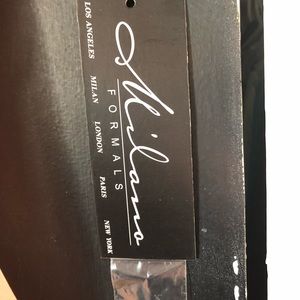 Milano
FORMALS
LOS ANGELES MILAN LONDON PARIS NEW YORK